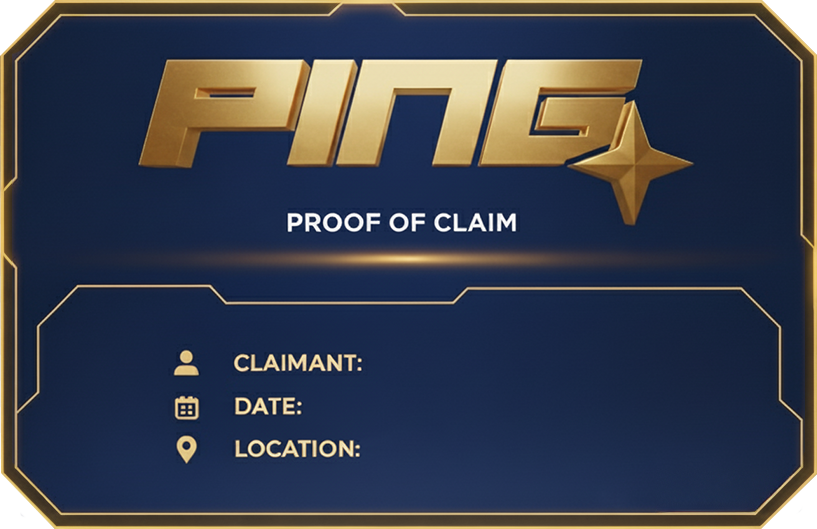 PING
PROOF OF CLAIM
CLAIMANT:
DATE:
LOCATION: